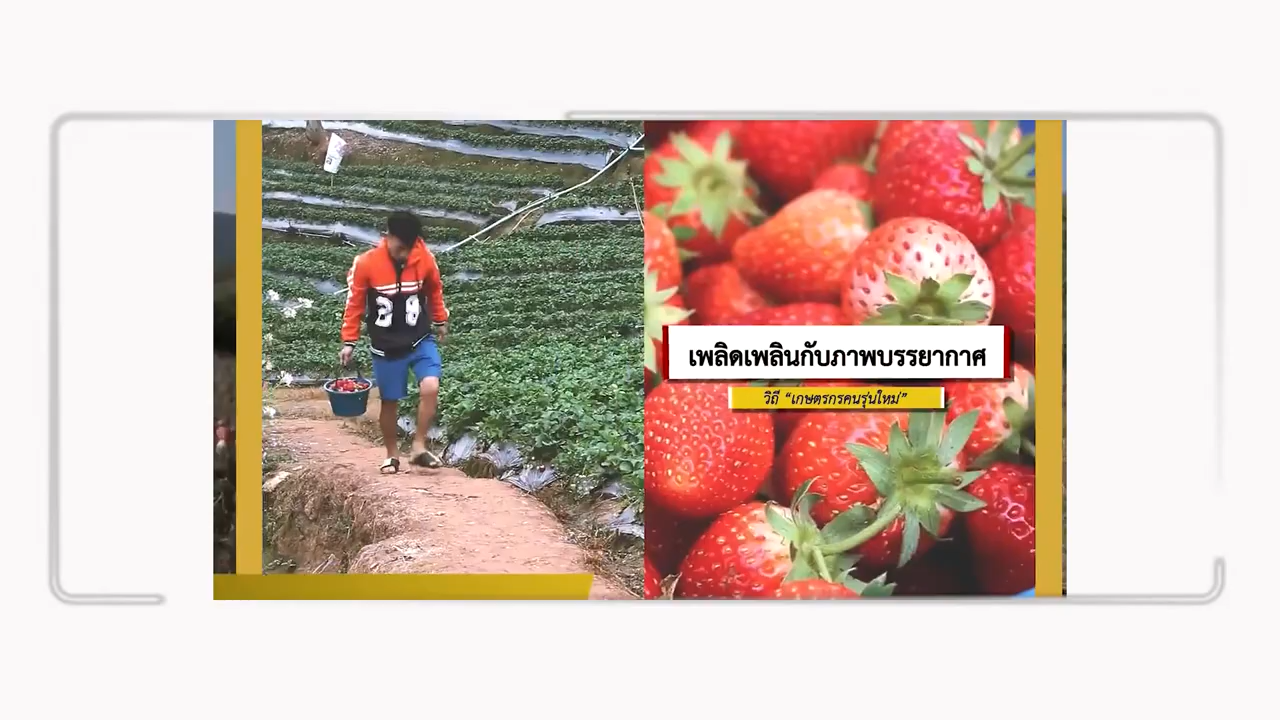 เพลิดเพลินกับภาพบรรยากาศ
วิถี “เกษตรกรคนรุ่นใหม่”